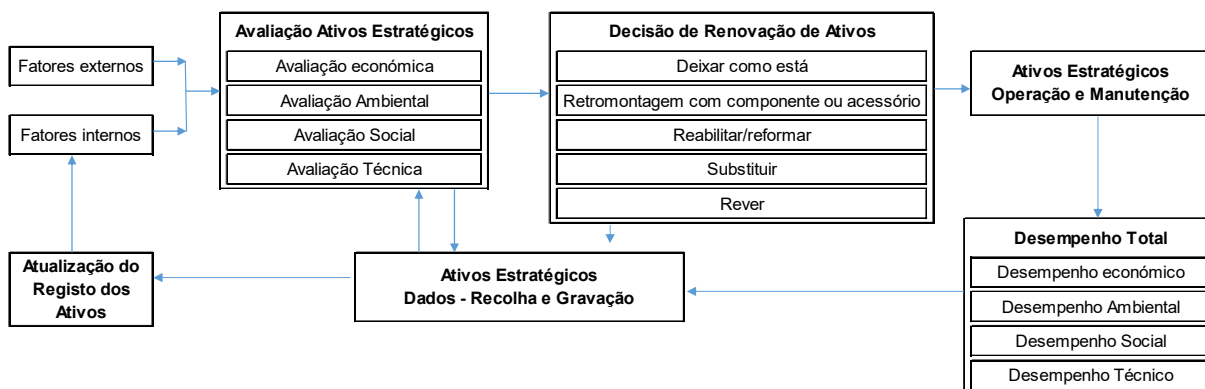 Avaliação Ativos Estratégicos
Avaliação económica
Avaliação Ambiental
Avaliação Social
Avaliação Técnica
Fatores externos
Fatores internos
Decisão de Renovação de Ativos
Deixar como está
Retromontagem com componente ou acessório
Reabilitar/reformar
Substituir
Rever
Ativos Estratégicos
Operação e Manutenção
Desempenho Total
Desempenho económico
Desempenho Ambiental
Desempenho Social
Desempenho Técnico
Ativos Estratégicos
Dados - Recolha e Gravação
Atualização do
Registo dos
Ativos